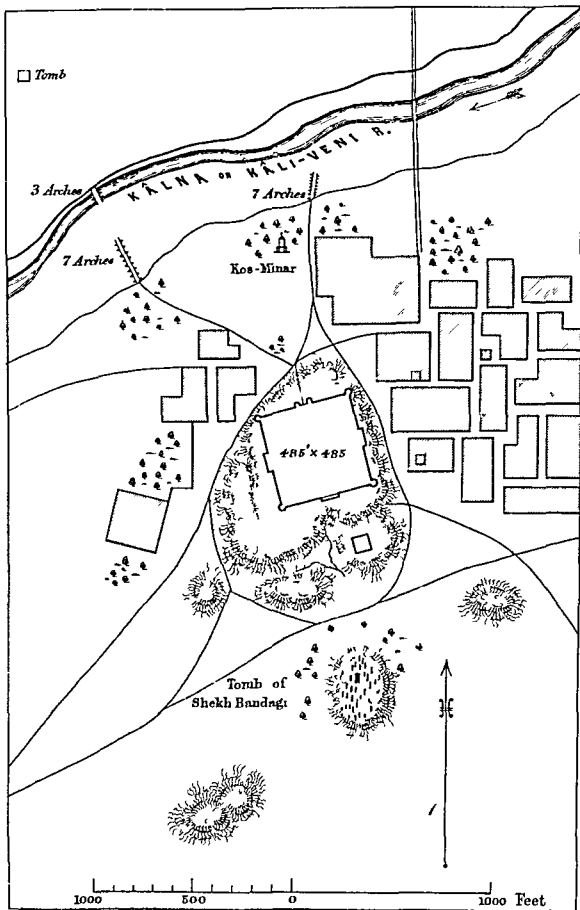 Tomb
KÂLNA OR KÂLI-VENI R.
3 Arches
7 Arches
7 Arches
Kos-Minar
485' × 485
Tomb of
Shekh Bandagi
1000 500 0 1000 Feet